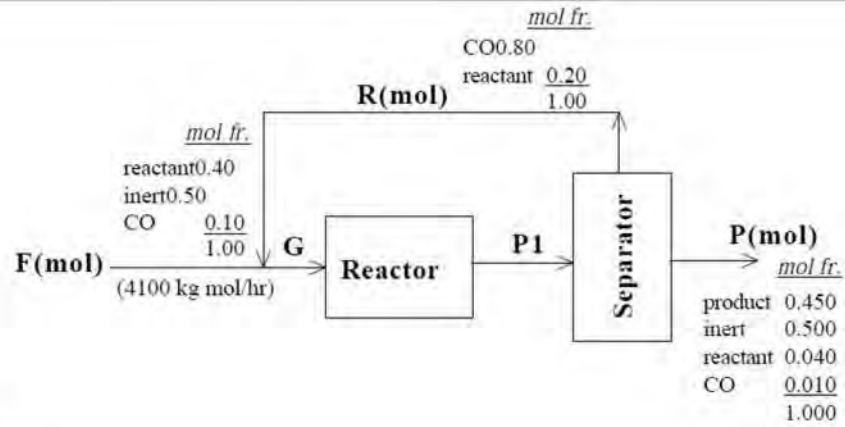 mol fr.
CO0.80
reactant 0.20
1.00
R(mol)
mol fr.
reactant0.40
inert0.50
CO 0.10
1.00
F(mol)
(4100 kg mol/hr)
G
Reactor
P1
Separator
P(mol)
mol fr.
product 0.450
inert 0.500
reactant 0.040
CO 0.010
1.000